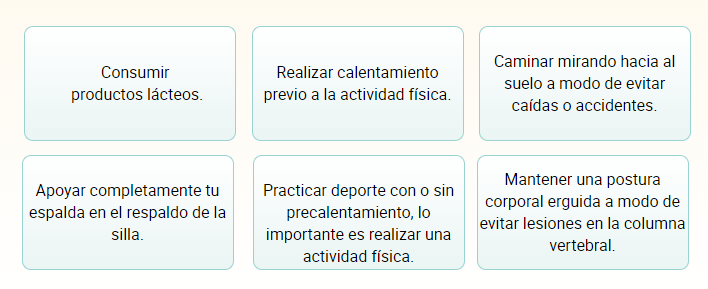 Consumir
productos lácteos.
Realizar calentamiento
previo a la actividad física.
Caminar mirando hacia al
suelo a modo de evitar
caídas o accidentes.
Apoyar completamente tu
espalda en el respaldo de la
silla.
Practicar deporte con o sin
precalentamiento, lo
importante es realizar una
actividad física.
Mantener una postura
corporal erguida a modo de
evitar lesiones en la columna
vertebral.